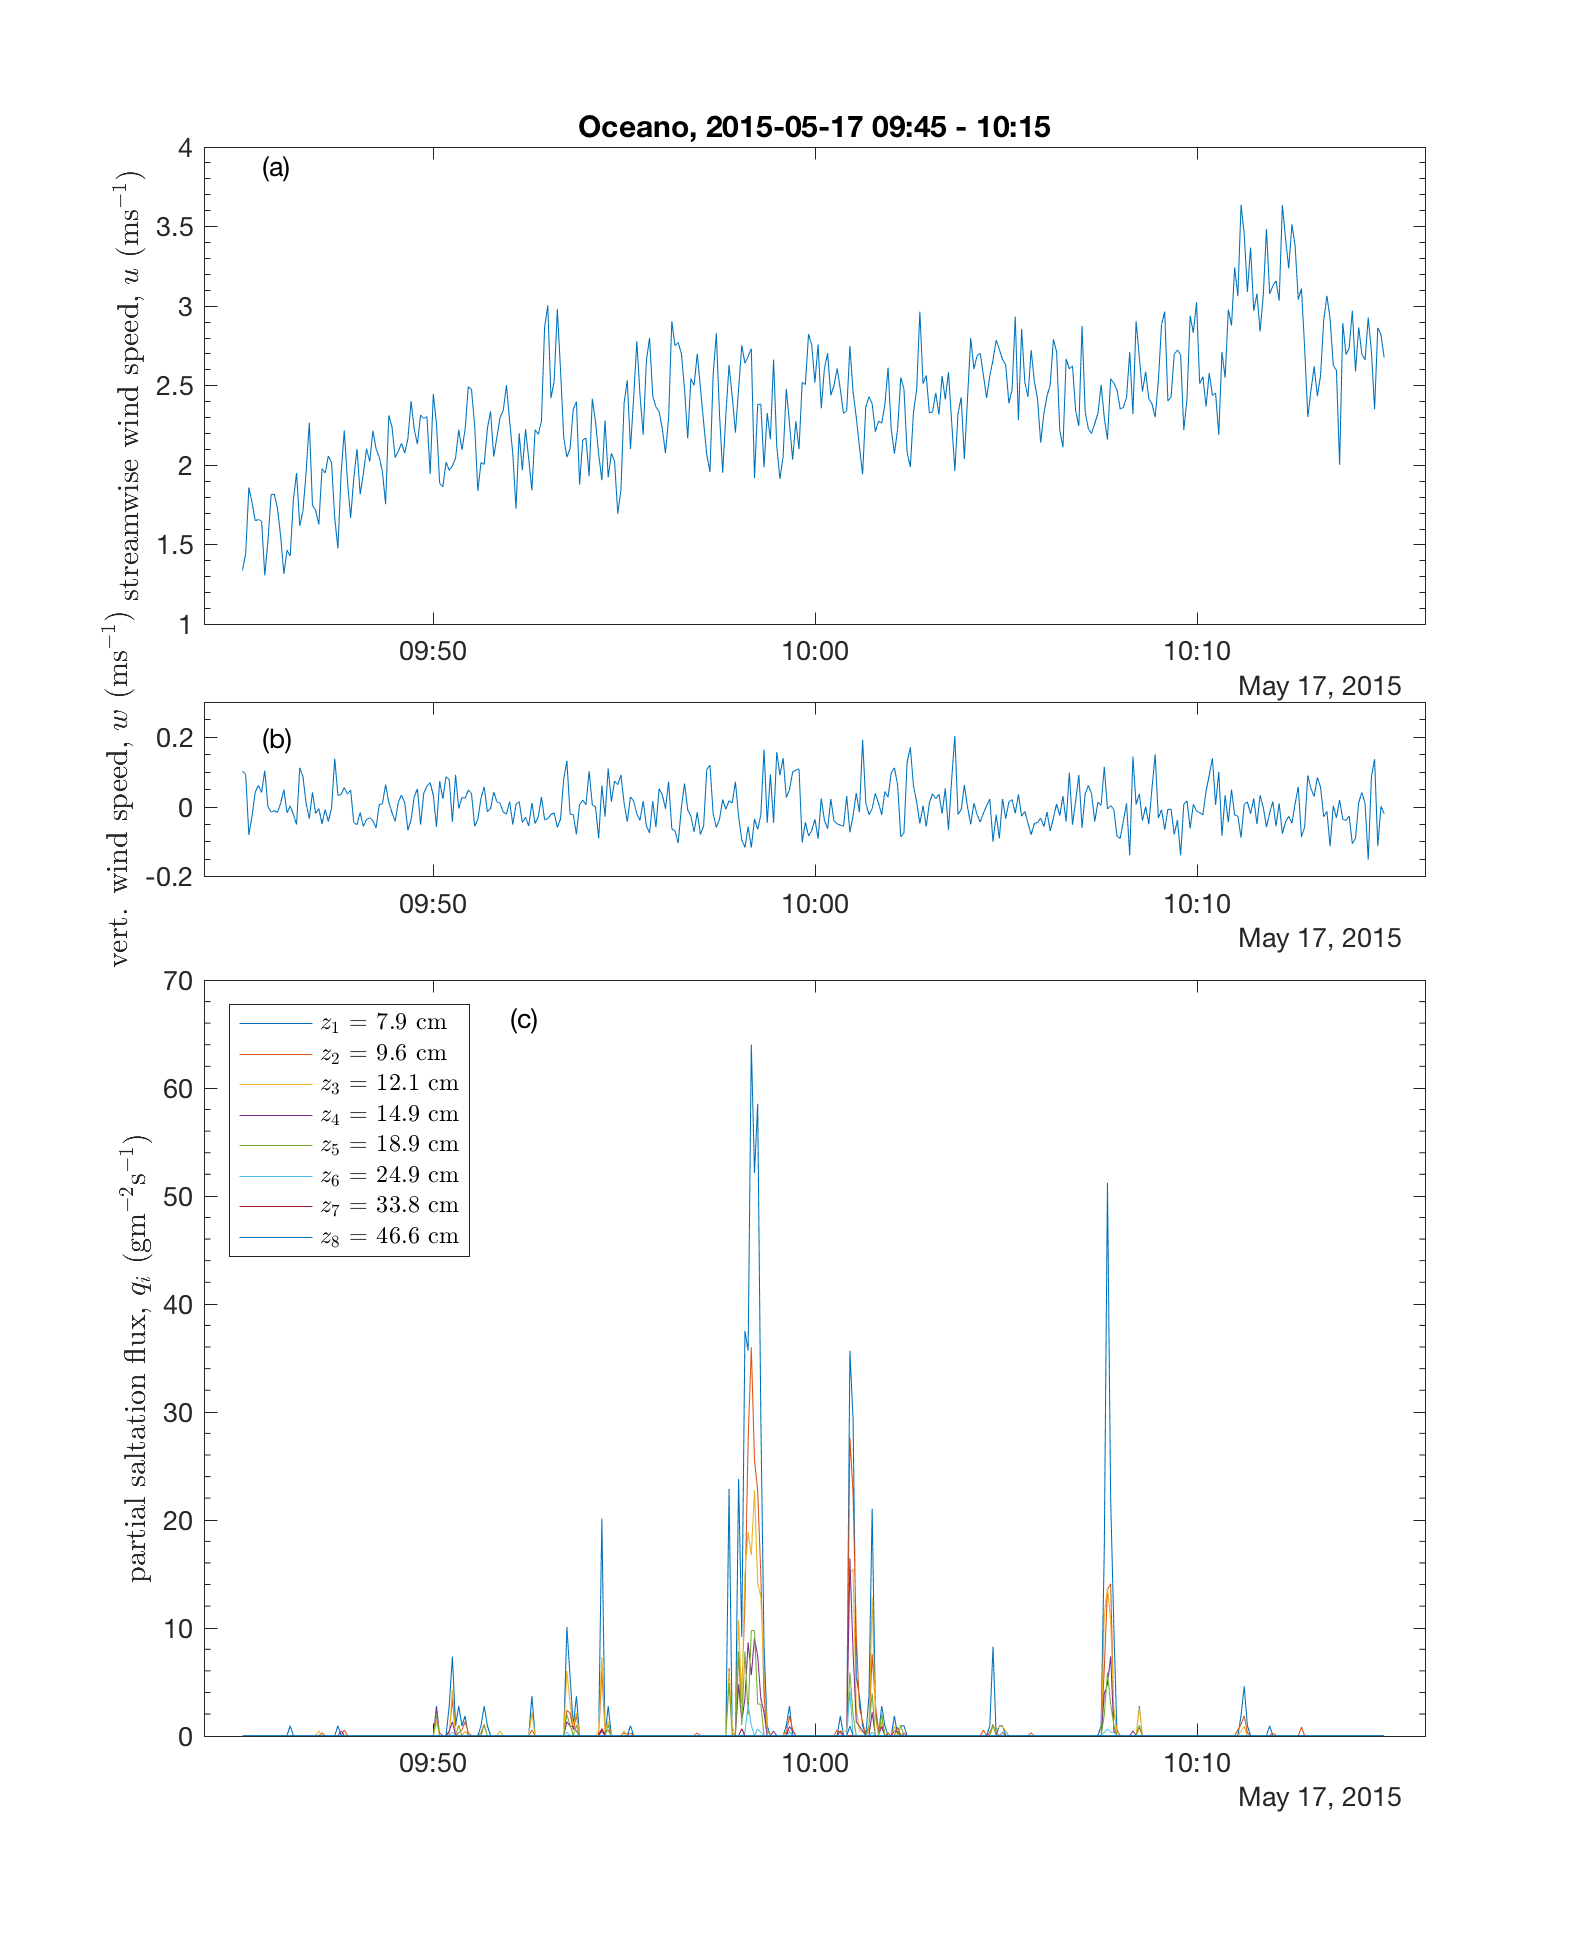 Oceano, 2015-05-17 09:45 - 10:15
(a)
streamwise wind speed, u (ms⁻¹)
4
3.5
3
2.5
2
1.5
1
09:50 10:00 10:10
May 17, 2015
(b)
vert. wind speed, w (ms⁻¹)
0.2
0
-0.2
09:50 10:00 10:10
May 17, 2015
(c)
partial saltation flux, qᵢ (gm⁻²s⁻¹)
70
60
50
40
30
20
10
0
z₁ = 7.9 cm
z₂ = 9.6 cm
z₃ = 12.1 cm
z₄ = 14.9 cm
z₅ = 18.9 cm
z₆ = 24.9 cm
z₇ = 33.8 cm
z₈ = 46.6 cm
09:50 10:00 10:10
May 17, 2015